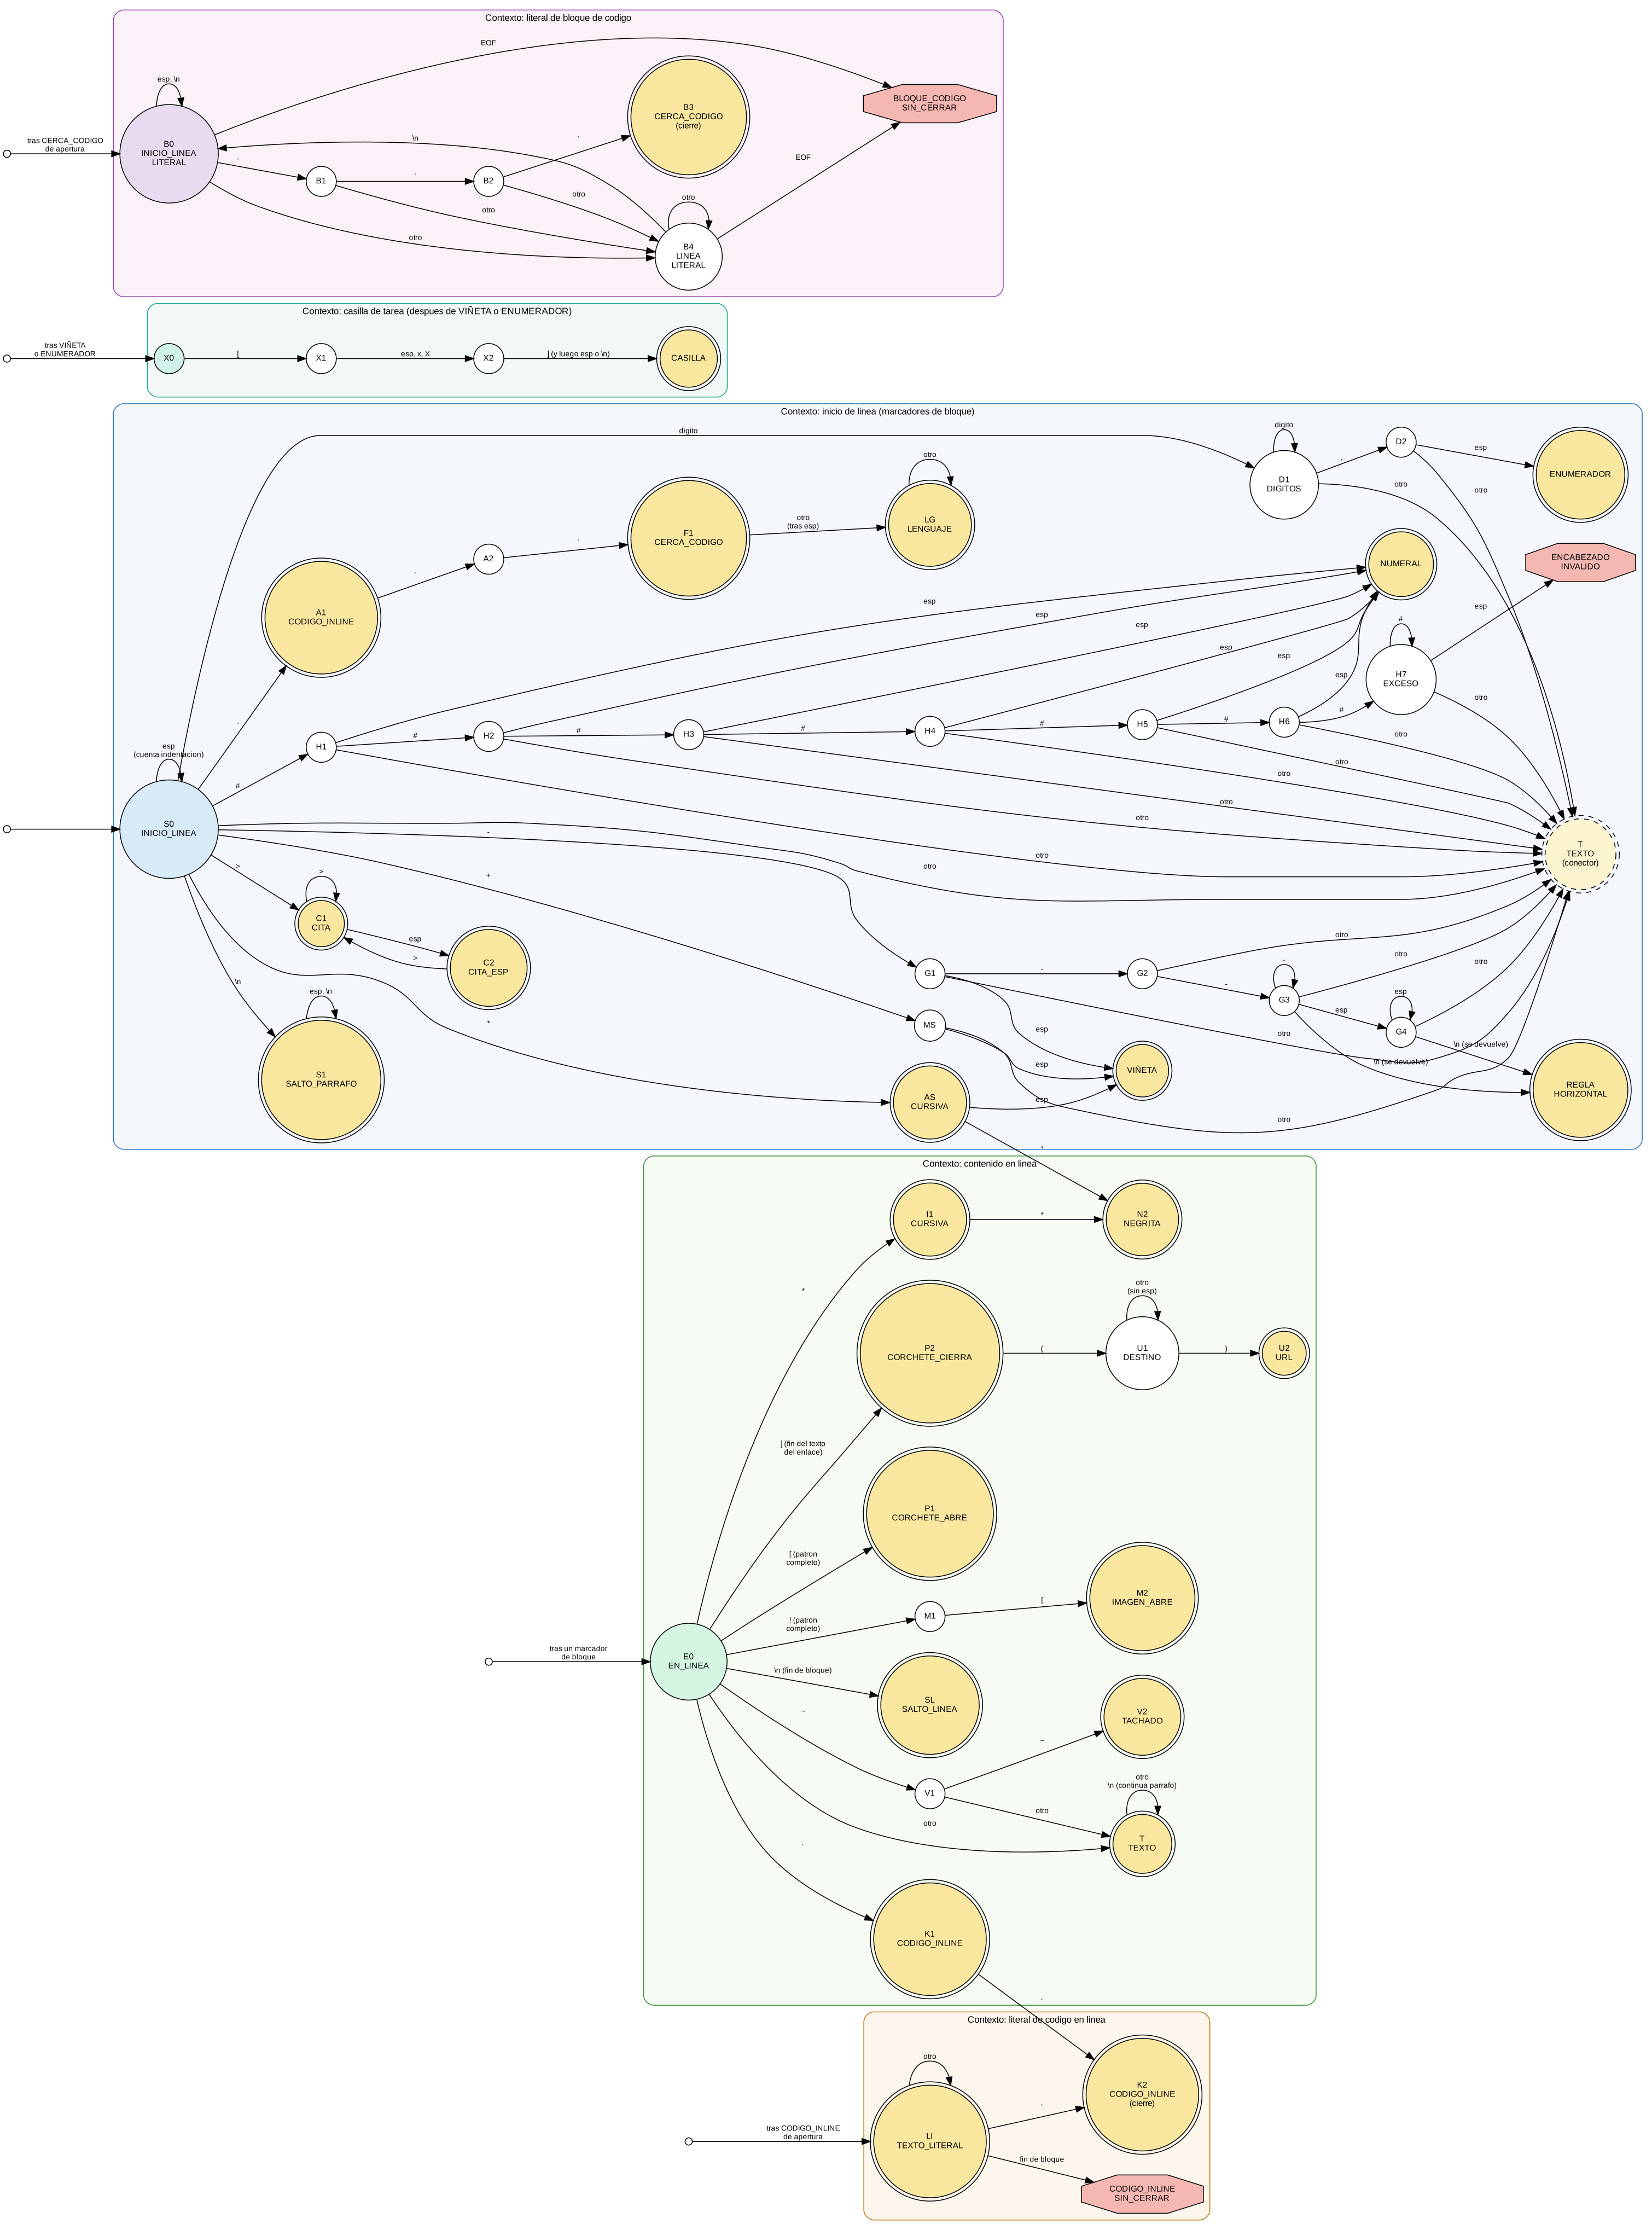 Contexto: literal de bloque de codigo
EOF
esp, \n
B3
CERCA_CODIGO
(cierre)
BLOQUE_CODIGO
SIN_CERRAR
tras CERCA_CODIGO
de apertura
B0
INICIO_LINEA
LITERAL
`
\n
`
B1
`
B2
otro
EOF
otro
otro
otro
B4
LINEA
LITERAL
Contexto: casilla de tarea (despues de VIÑETA o ENUMERADOR)
tras VIÑETA
o ENUMERADOR
X0
[
X1
esp, x, X
X2
] (y luego esp o \n)
CASILLA
Contexto: inicio de linea (marcadores de bloque)
digito
digito
D1
DIGITOS
.
D2
esp
ENUMERADOR
otro
otro
otro
LG
LENGUAJE
otro
(tras esp)
F1
CERCA_CODIGO
`
A2
`
A1
CODIGO_INLINE
`
NUMERAL
ENCABEZADO
INVALIDO
esp
esp
esp
esp
esp
esp
esp
#
H7
EXCESO
otro
esp
(cuenta indentacion)
#
H1
#
H2
#
H3
#
H4
#
H5
#
H6
#
otro
otro
otro
otro
otro
otro
S0
INICIO_LINEA
-
otro
+
T
TEXTO
(conector)
>
>
C1
CITA
esp
>
C2
CITA_ESP
G1
-
G2
-
-
G3
esp
esp
G4
otro
otro
otro
otro
\n (se devuelve)
\n (se devuelve)
REGLA
HORIZONTAL
\n
esp, \n
S1
SALTO_PARRAFO
*
MS
esp
esp
esp
VIÑETA
otro
AS
CURSIVA
*
Contexto: contenido en linea
I1
CURSIVA
*
N2
NEGRITA
*
P2
CORCHETE_CIERRA
(
otro
(sin esp)
U1
DESTINO
)
U2
URL
] (fin del texto
del enlace)
P1
CORCHETE_ABRE
[ (patron
completo)
! (patron
completo)
M1
[
M2
IMAGEN_ABRE
tras un marcador
de bloque
E0
EN_LINEA
\n (fin de bloque)
SL
SALTO_LINEA
~
V1
~
V2
TACHADO
otro
otro
otro
\n (continua parrafo)
T
TEXTO
`
K1
CODIGO_INLINE
`
Contexto: literal de codigo en linea
otro
tras CODIGO_INLINE
de apertura
LI
TEXTO_LITERAL
`
K2
CODIGO_INLINE
(cierre)
fin de bloque
CODIGO_INLINE
SIN_CERRAR